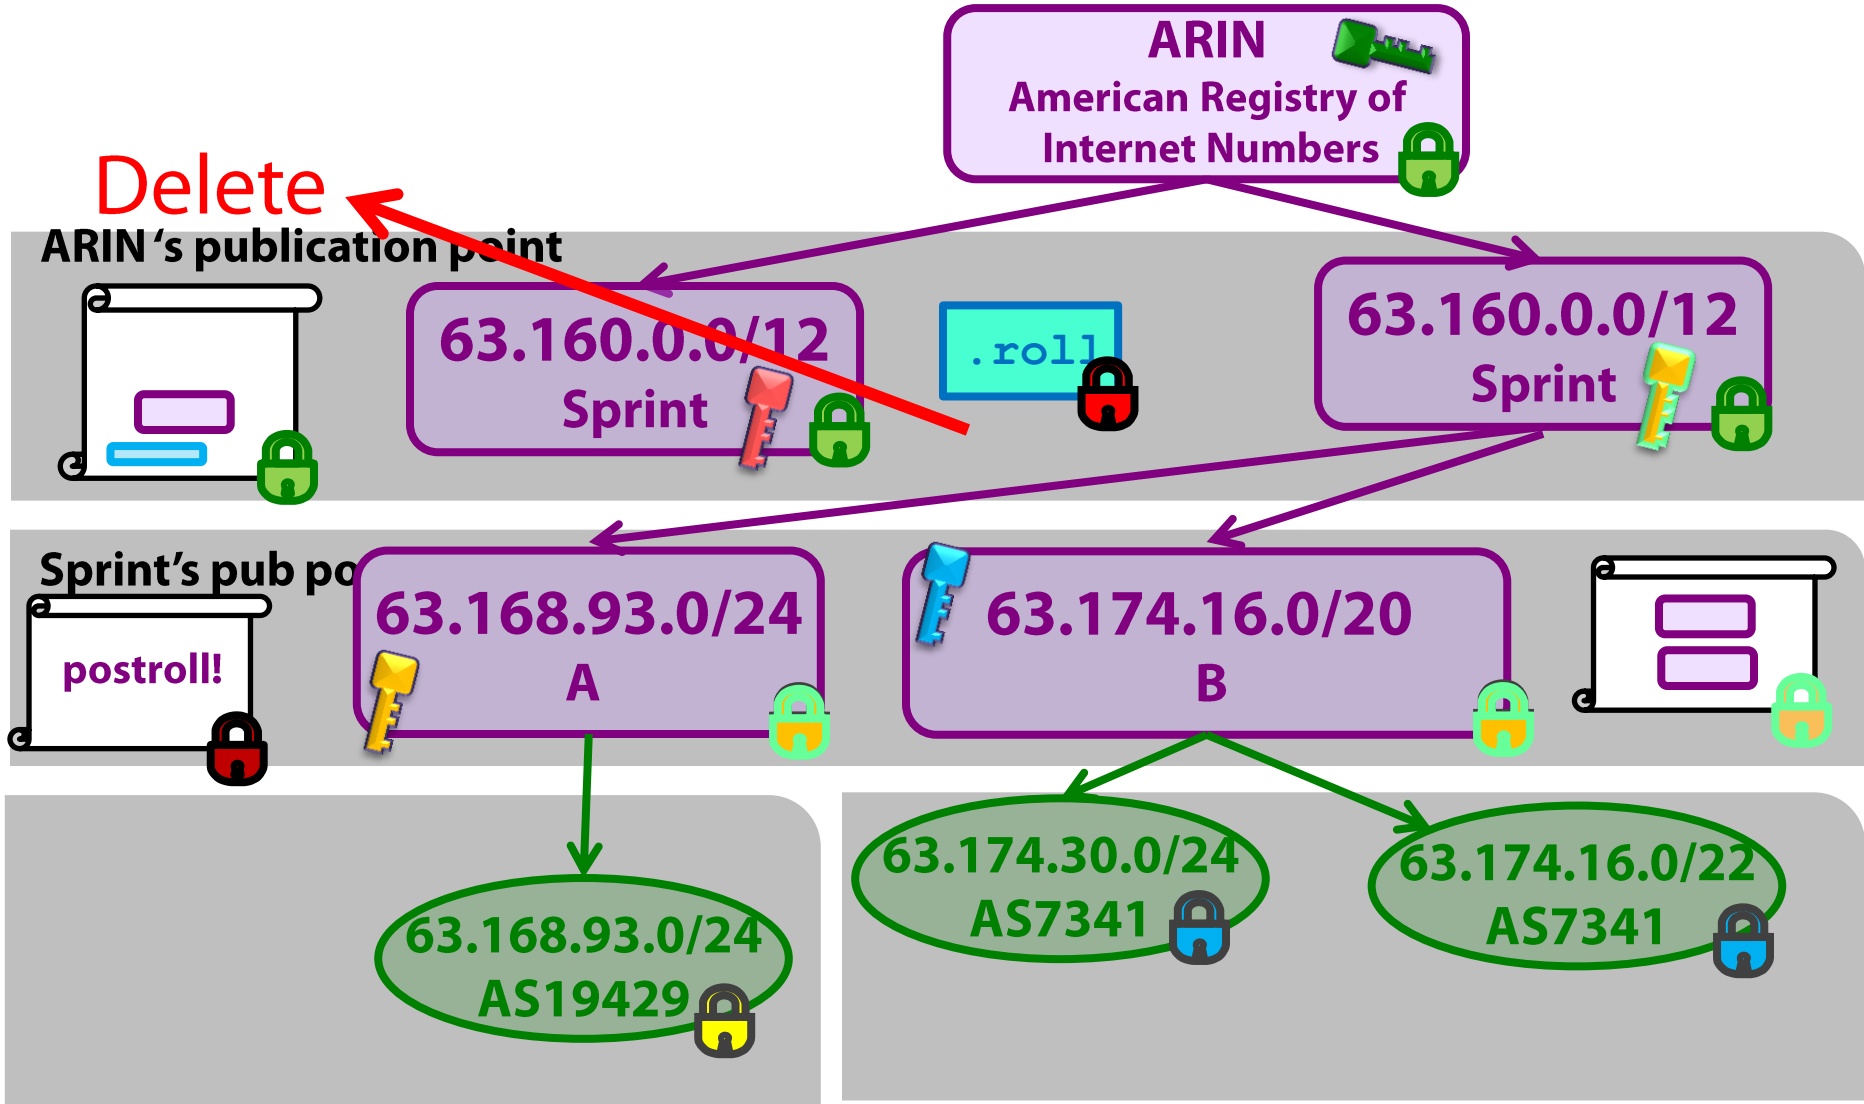 ARIN
American Registry of
Internet Numbers
Delete
ARIN ‘s publication point
63.160.0.0/12
Sprint
.roll
63.160.0.0/12
Sprint
Sprint’s pub po
postroll!
63.168.93.0/24
A
63.174.16.0/20
B
63.174.30.0/24
AS7341
63.174.16.0/22
AS7341
63.168.93.0/24
AS19429